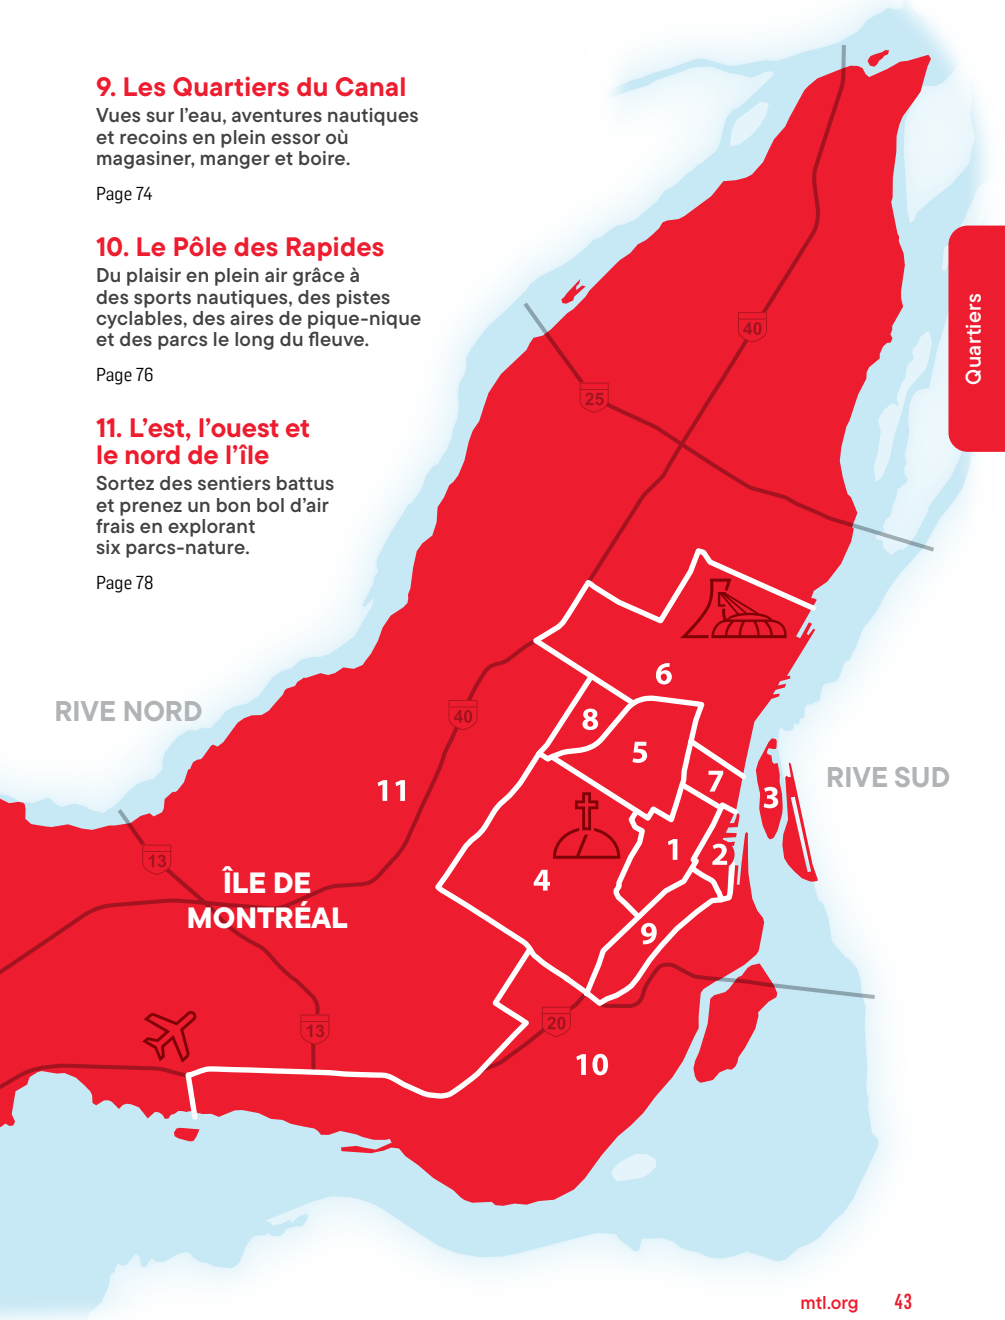 9. Les Quartiers du Canal
Vues sur l’eau, aventures nautiques
et recoins en plein essor où
magasiner, manger et boire.
Page 74
10. Le Pôle des Rapides
Du plaisir en plein air grâce à
des sports nautiques, des pistes
cyclables, des aires de pique-nique
et des parcs le long du fleuve.
Page 76
11. L’est, l’ouest et
le nord de l’île
Sortez des sentiers battus
et prenez un bon bol d’air
frais en explorant
six parcs-nature.
Page 78
Quartiers
40
25
6
RIVE NORD
40
8
5
RIVE SUD
7
11
3
13
1
2
4
ÎLE DE
MONTRÉAL
9
20
13
10
mtl.org
43